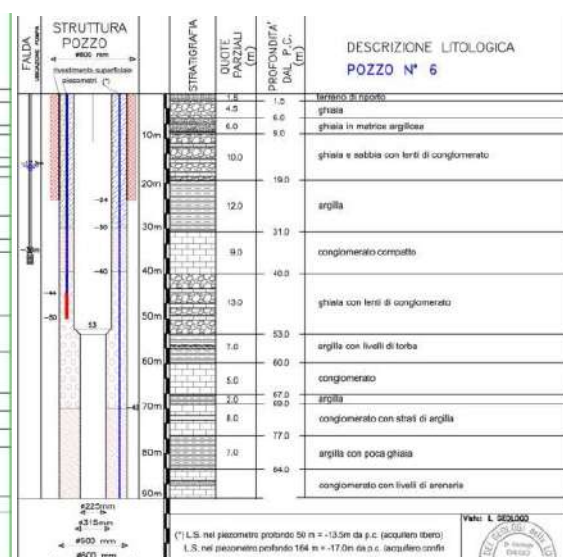 STRUTTURA
POZZO
ø800 mm
rivestimento superficiale
piezometri (*)
FALDA
STRATIGRAFIA
QUOTE PARZIALI (m)
PROFONDITA' DAL P.C. (m)
DESCRIZIONE LITOLOGICA
POZZO N° 6
1.5 1.5 terreno di riporto
4.5 6.0 ghiaia
6.0 9.0 ghiaia in matrice argillosa
10m
10.0 19.0 ghiaia e sabbia con lenti di conglomerato
20m
-24
12.0 31.0 argilla
30m
-30
9.0 40.0 conglomerato compatto
40m
-40
-44
13.0 53.0 ghiaia con lenti di conglomerato
50m
-50
53
7.0 60.0 argilla con livelli di torba
60m
5.0 67.0 conglomerato
2.0 69.0 argilla
70m
8.0 77.0 conglomerato con strati di argilla
80m
7.0 84.0 argilla con poca ghiaia
conglomerato con livelli di arenaria
90m
ø225mm
ø315mm
ø500 mm
ø600 mm
(*) L.S. nel piezometro profondo 50 m = -13.5m da p.c. (acquifero libero)
L.S. nel piezometro profondo 164 m = -17.0m da p.c. (acquifero confin
Visto: IL GEOLOGO